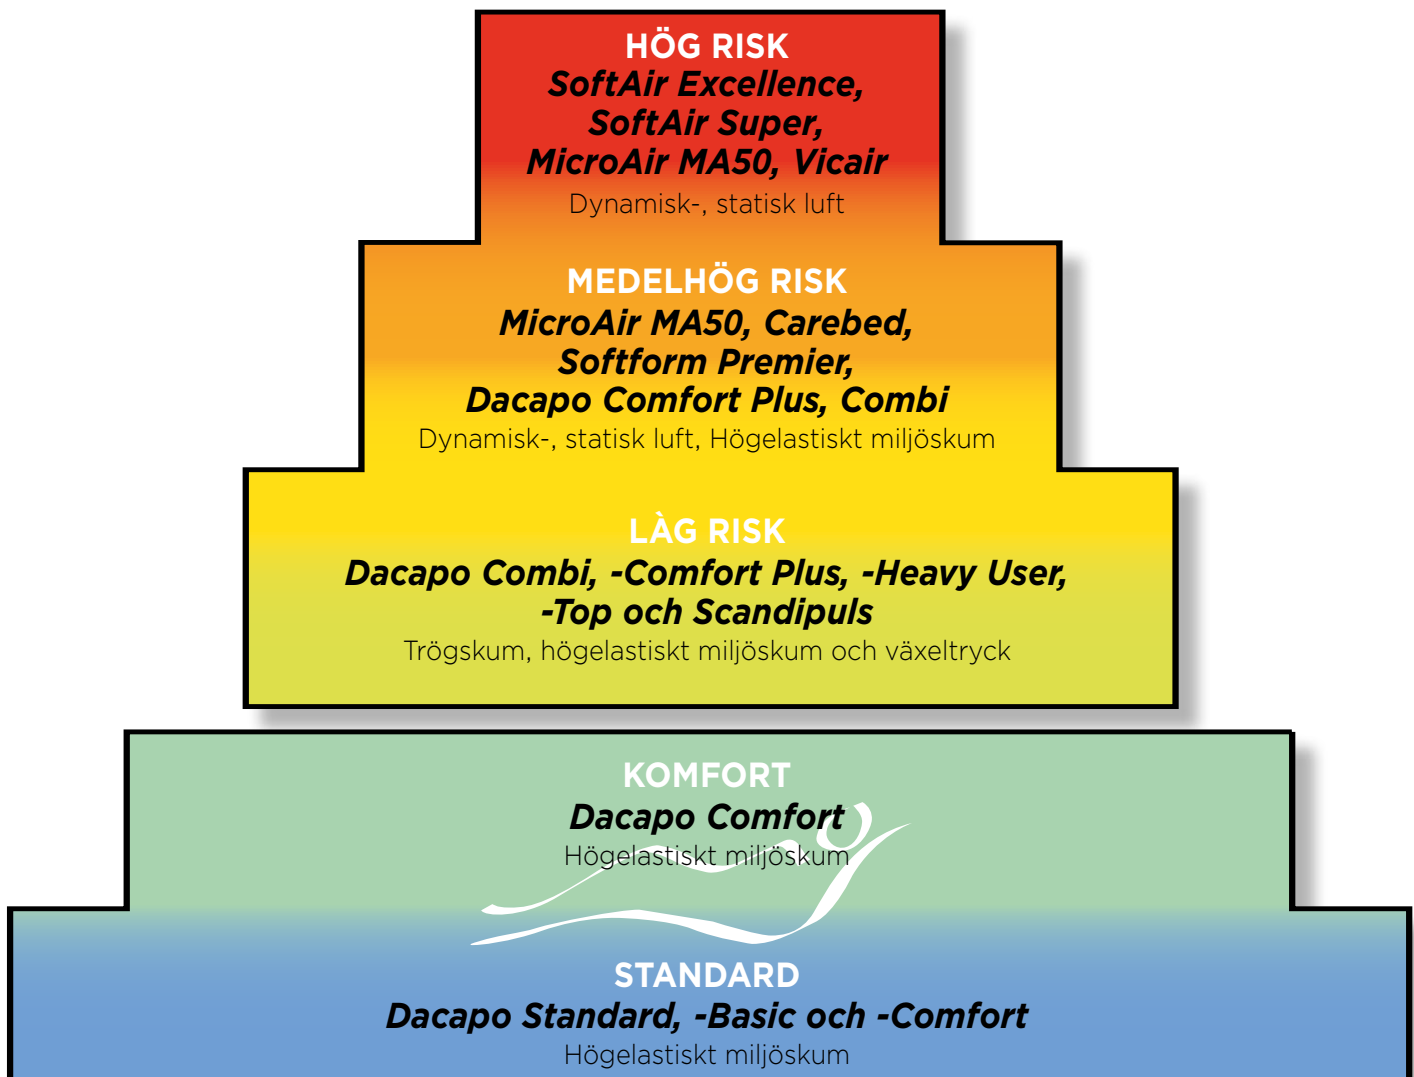 HÖG RISK
SoftAir Excellence,
SoftAir Super,
MicroAir MA50, Vicair
Dynamisk-, statisk luft
MEDELHÖG RISK
MicroAir MA50, Carebed,
Softform Premier,
Dacapo Comfort Plus, Combi
Dynamisk-, statisk luft, Högelastiskt miljöskum
LÀG RISK
Dacapo Combi, -Comfort Plus, -Heavy User,
-Top och Scandipuls
Trögskum, högelastiskt miljöskum och växeltryck
KOMFORT
Dacapo Comfort
Högelastiskt miljöskum
STANDARD
Dacapo Standard, -Basic och -Comfort
Högelastiskt miljöskum